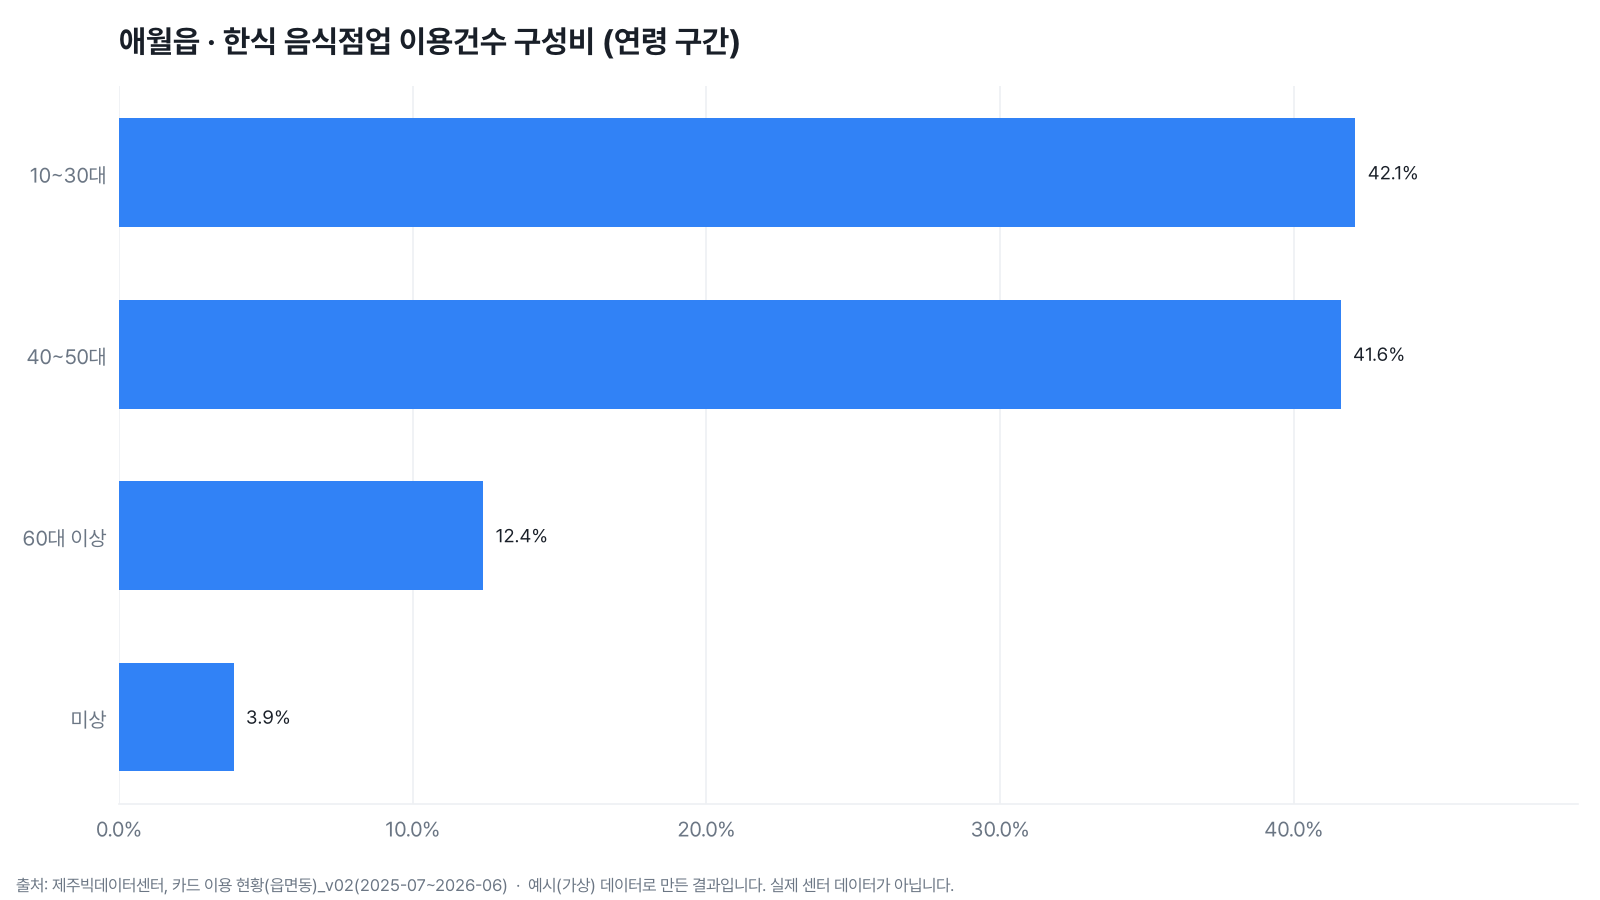 애월읍 · 한식 음식점업 이용건수 구성비 (연령 구간)
10~30대
42.1%
40~50대
41.6%
60대 이상
12.4%
미상
3.9%
0.0%
10.0%
20.0%
30.0%
40.0%
출처: 제주빅데이터센터, 카드 이용 현황(읍면동)_v02(2025-07~2026-06) · 예시(가상) 데이터로 만든 결과입니다. 실제 센터 데이터가 아닙니다.